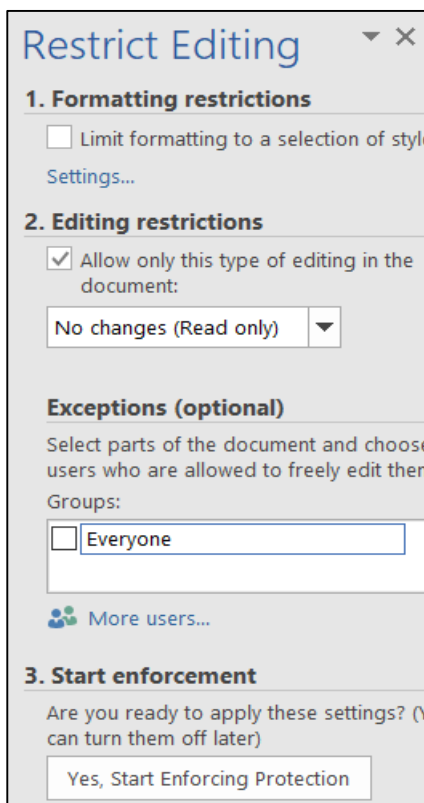 Restrict Editing
1. Formatting restrictions
Limit formatting to a selection of
Settings...
2. Editing restrictions
Allow only this type of editing in the
document:
No changes (Read only)
Exceptions (optional)
Select parts of the document and choose
users who are allowed to freely edit
Groups:
Everyone
More users...
3. Start enforcement
Are you ready to apply these settings?
can turn them off later)
Yes, Start Enforcing Protection